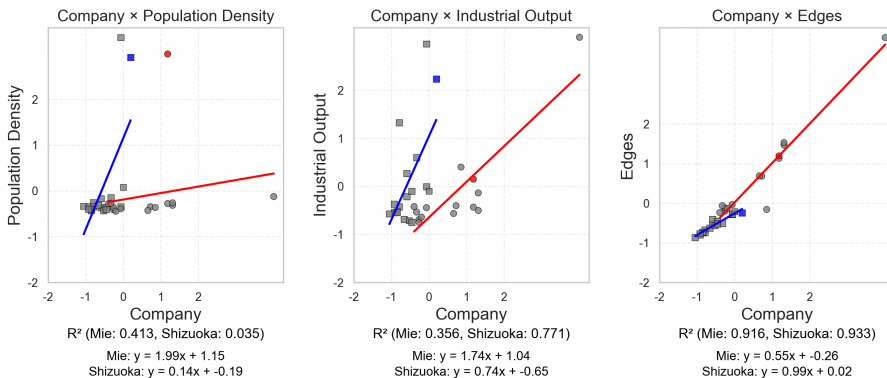 Company × Population Density
Population Density
2
1
0
-1
-2
-2
-1
0
1
2
Company
R² (Mie: 0.413, Shizuoka: 0.035)
Mie: y = 1.99x + 1.15
Shizuoka: y = 0.14x + -0.19
Company × Industrial Output
Industrial Output
2
1
0
-1
-2
-2
-1
0
1
2
Company
R² (Mie: 0.356, Shizuoka: 0.771)
Mie: y = 1.74x + 1.04
Shizuoka: y = 0.74x + -0.65
Company × Edges
Edges
2
1
0
-1
-2
-2
-1
0
1
2
Company
R² (Mie: 0.916, Shizuoka: 0.933)
Mie: y = 0.55x + -0.26
Shizuoka: y = 0.99x + 0.02